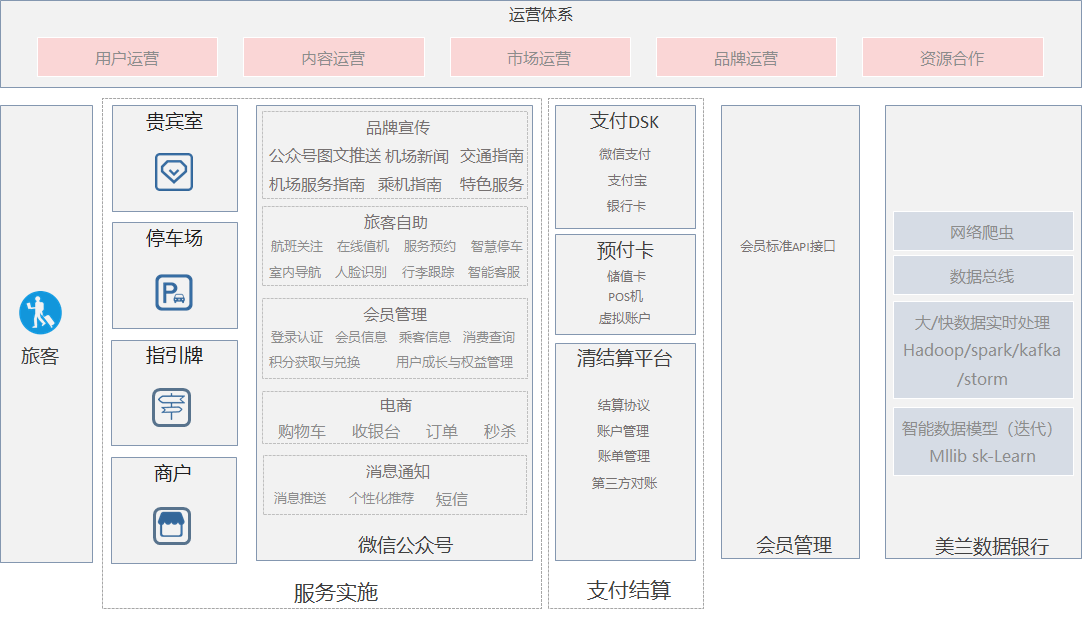 运营体系
用户运营
内容运营
市场运营
品牌运营
资源合作
旅客
贵宾室
停车场
指引牌
商户
品牌宣传
公众号图文推送 机场新闻 交通指南
机场服务指南 乘机指南 特色服务
旅客自助
航班关注 在线值机 服务预约 智慧停车
室内导航 人脸识别 行李跟踪 智能客服
会员管理
登录认证 会员信息 乘客信息 消费查询
积分获取与兑换 用户成长与权益管理
电商
购物车 收银台 订单 秒杀
消息通知
消息推送 个性化推荐 短信
微信公众号
服务实施
支付DSK
微信支付
支付宝
银行卡
预付卡
储值卡
POS机
虚拟账户
清结算平台
结算协议
账户管理
账单管理
第三方对账
支付结算
会员标准API接口
会员管理
网络爬虫
数据总线
大/快数据实时处理
Hadoop/spark/kafka
/storm
智能数据模型（迭代）
Mllib sk-Learn
美兰数据银行